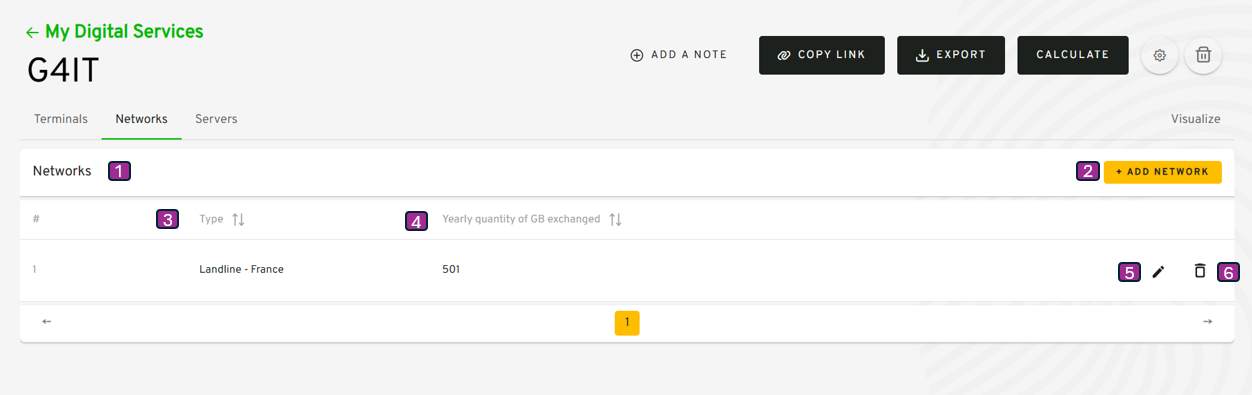 ← My Digital Services
G4IT
ADD A NOTE
COPY LINK
EXPORT
CALCULATE
Terminals Networks Servers Visualize
Networks 1 2 + ADD NETWORK
# 3 Type 4 Yearly quantity of GB exchanged
1 Landline - France 501 5 6
← 1 →